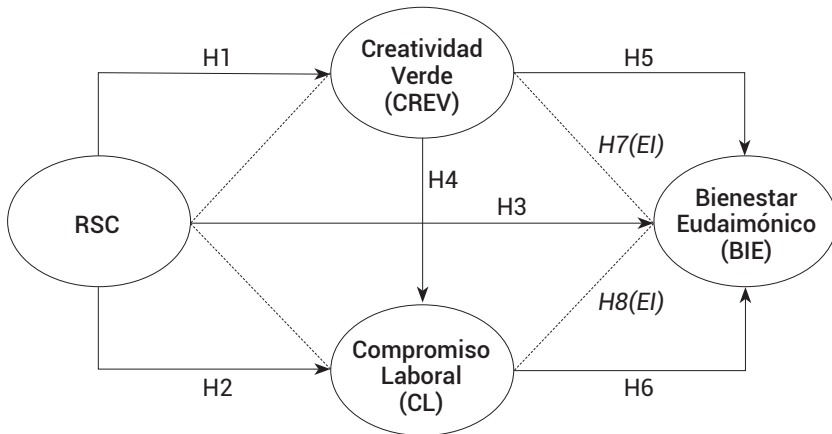 H1
Creatividad
Verde
(CREV)
H5
H7(EI)
H4
RSC
H3
Bienestar
Eudaimónico
(BIE)
H8(EI)
H2
Compromiso
Laboral
(CL)
H6